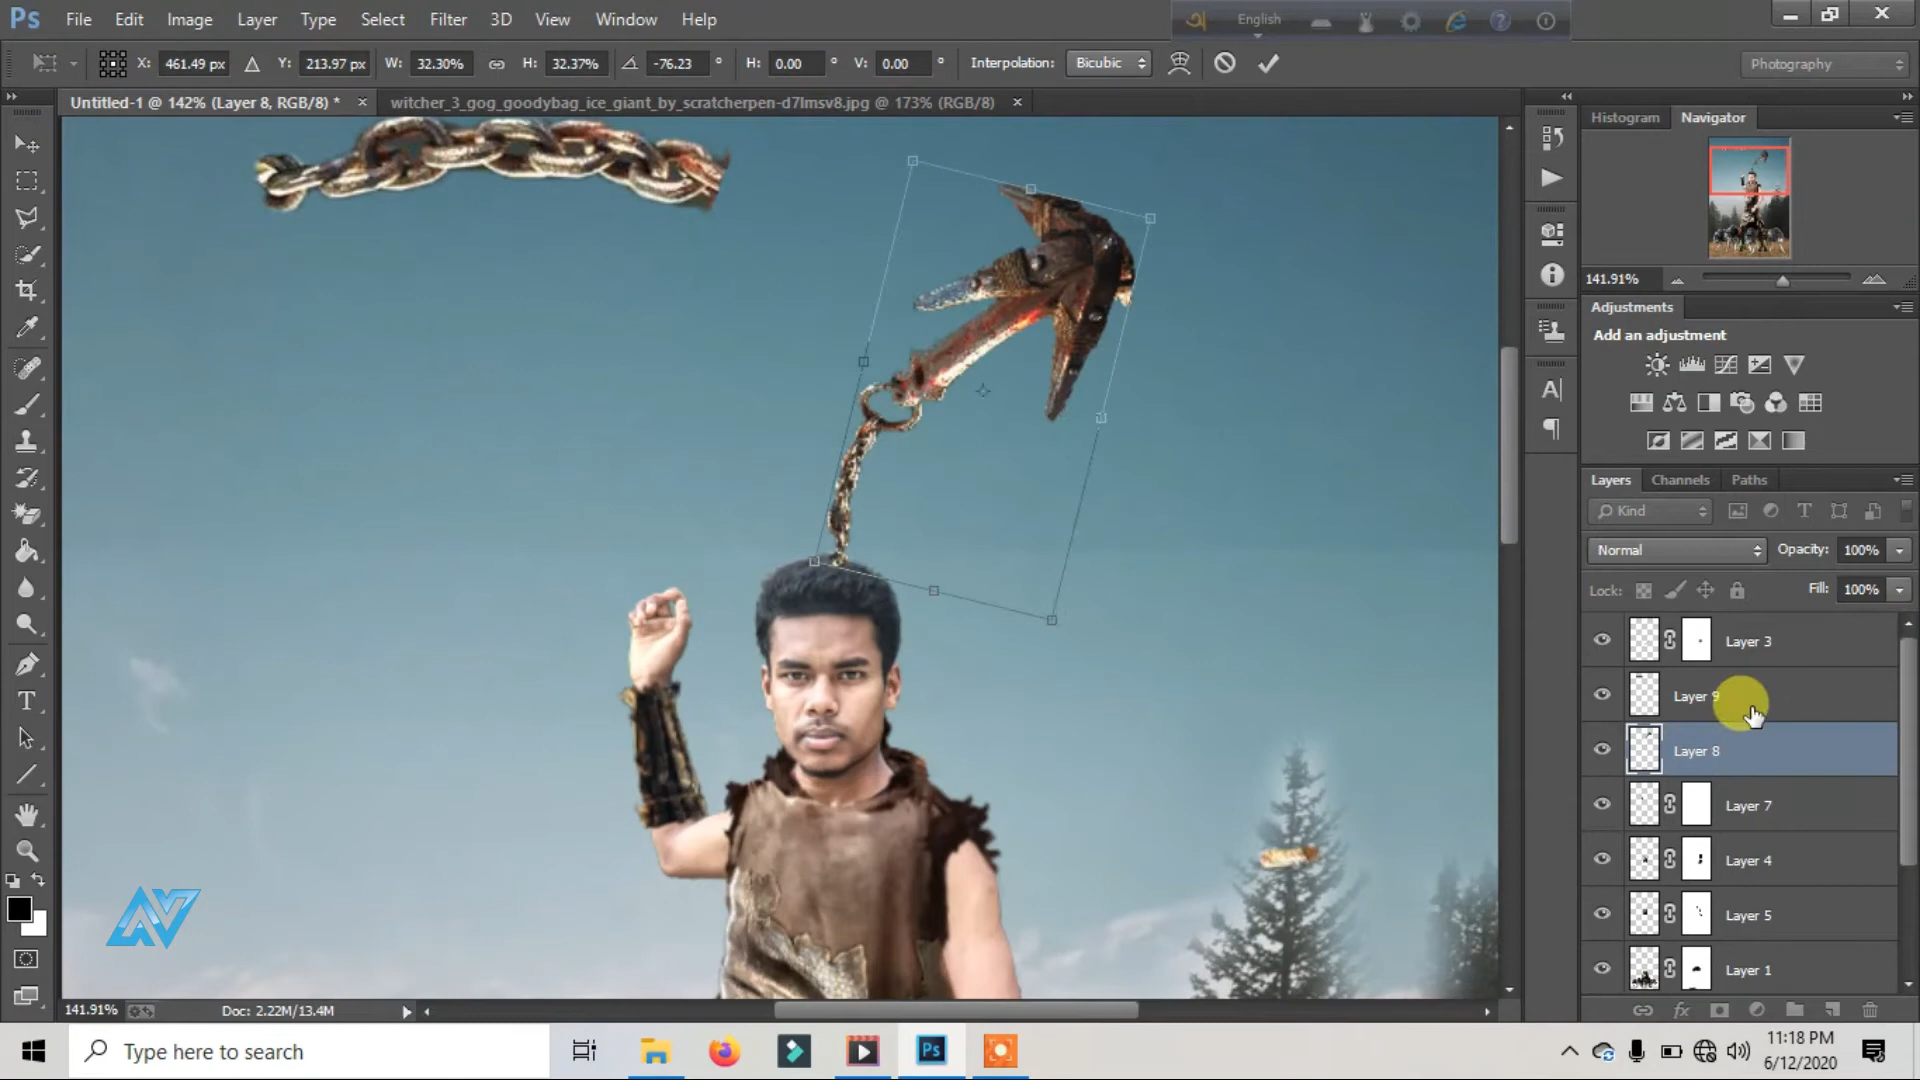 Ps File Edit Image Layer Type Select Filter 3D View Window Help English
X: 461.49 px Y: 213.97 px W: 32.30% H: 32.37% -76.23 ° H: 0.00 ° V: 0.00 ° Interpolation: Bicubic Photography
Untitled-1 @ 142% (Layer 8, RGB/8) * × witcher_3_gog_goodybag_ice_giant_by_scratcherpen-d7lmsv8.jpg @ 173% (RGB/8) ×
Histogram Navigator
141.91%
Adjustments
Add an adjustment
Layers Channels Paths
Kind
Normal Opacity: 100%
Lock: Fill: 100%
Layer 3
Layer 9
Layer 8
Layer 7
Layer 4
Layer 5
Layer 1
AV
141.91% Doc: 2.22M/13.4M
Type here to search
Ps
11:18 PM
6/12/2020